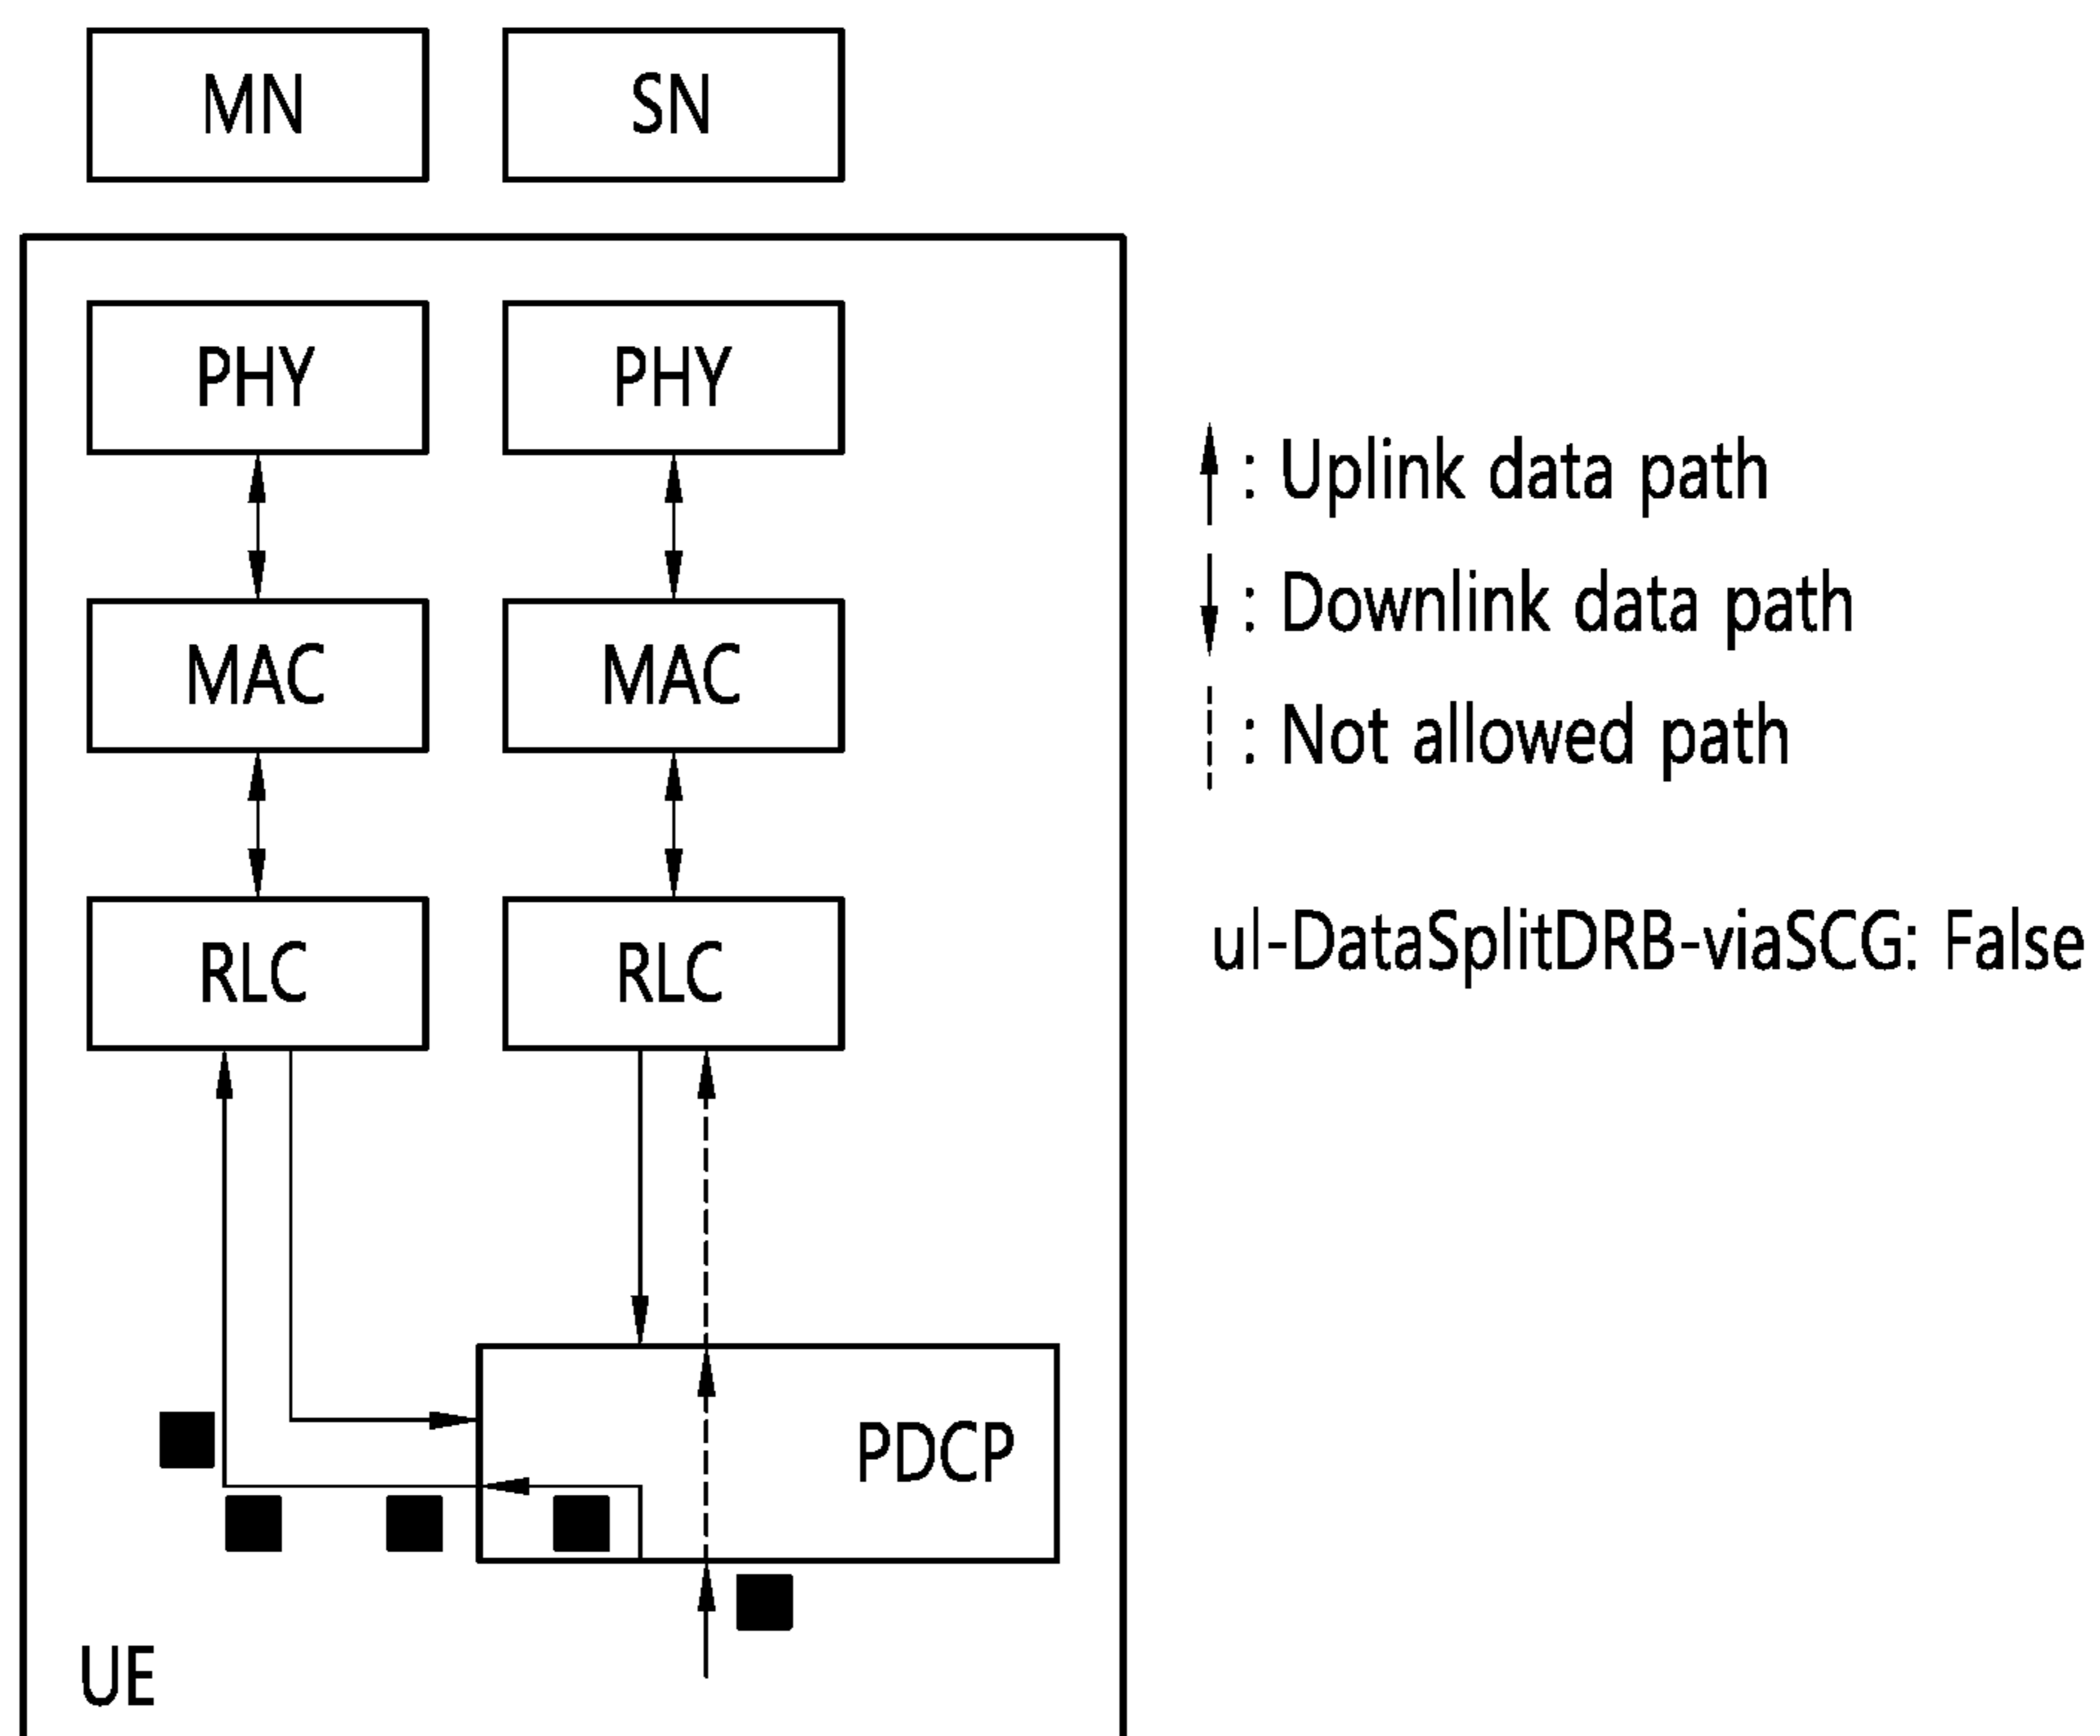 MN
SN
PHY
PHY
MAC
MAC
RLC
RLC
PDCP
UE
: Uplink data path
: Downlink data path
: Not allowed path
ul-DataSplitDRB-viaSCG: False